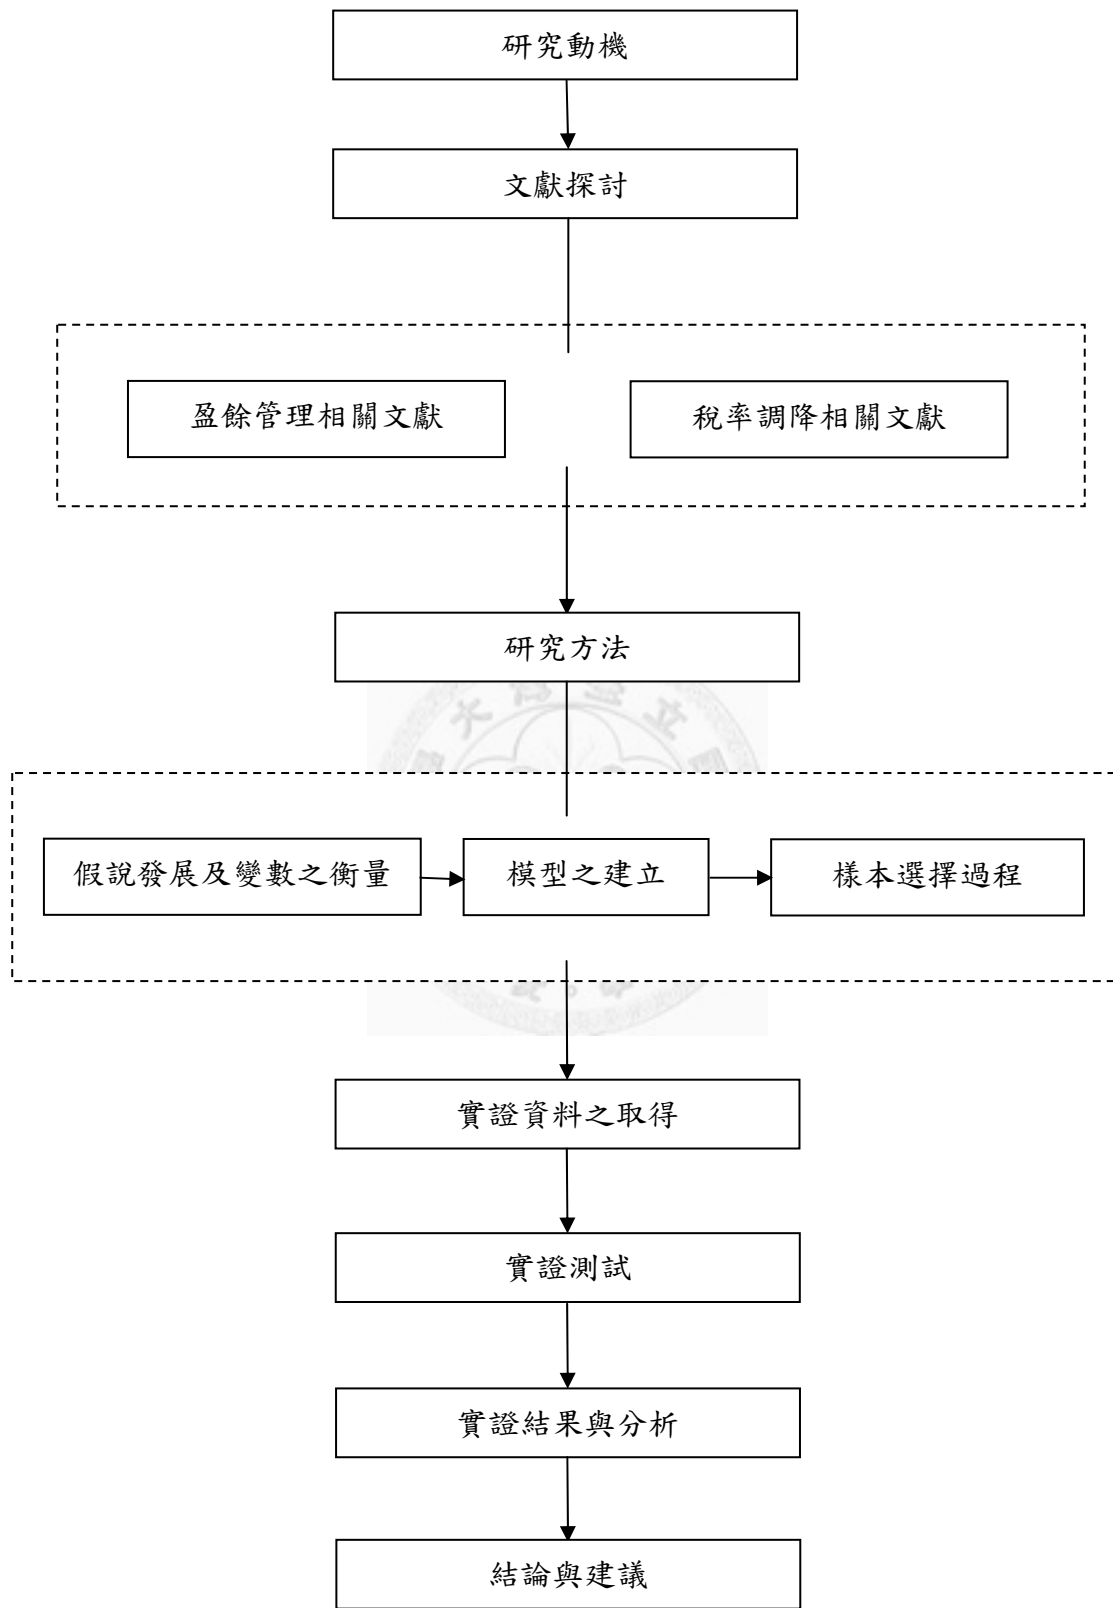 研究動機
文獻探討
盈餘管理相關文獻
稅率調降相關文獻
研究方法
假說發展及變數之衡量
模型之建立
樣本選擇過程
實證資料之取得
實證測試
實證結果與分析
結論與建議